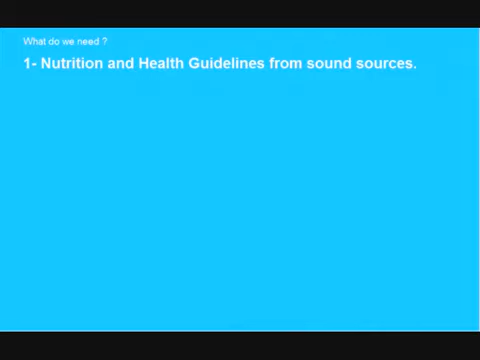 What do we need ?
1- Nutrition and Health Guidelines from sound sources.